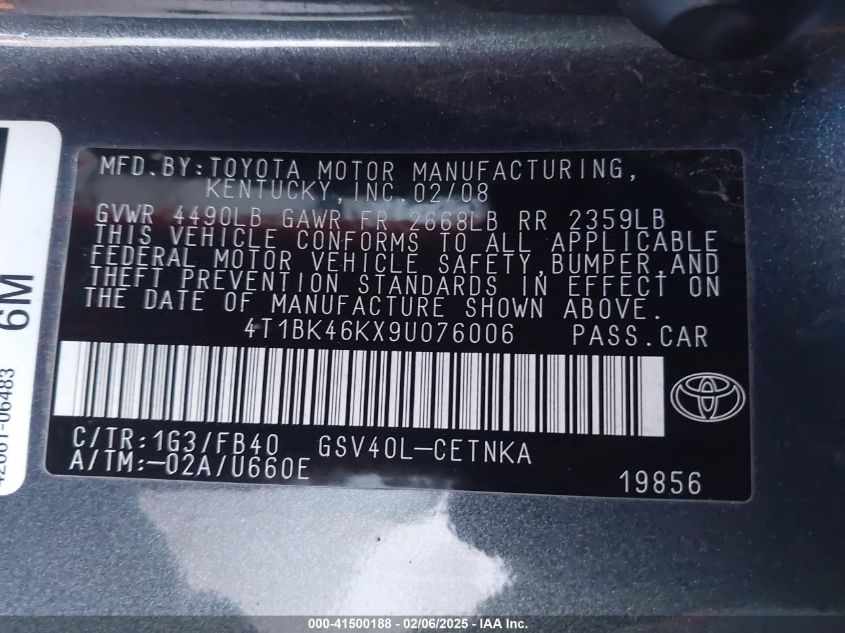 MFD.BY:TOYOTA MOTOR MANUFACTURING,
KENTUCKY,INC.02/08
GVWR 4490LB GAWR FR 2668LB RR 2359LB
THIS VEHICLE CONFORMS TO ALL APPLICABLE
FEDERAL MOTOR VEHICLE SAFETY,BUMPER,AND
THEFT PREVENTION STANDARDS IN EFFECT ON
THE DATE OF MANUFACTURE SHOWN ABOVE.
4T1BK46KX9U076006 PASS.CAR
C/TR:1G3/FB40 GSV40L-CETNKA
A/TM:-02A/U660E
19856
6M
000-41500188 - 02/06/2025 - IAA Inc.